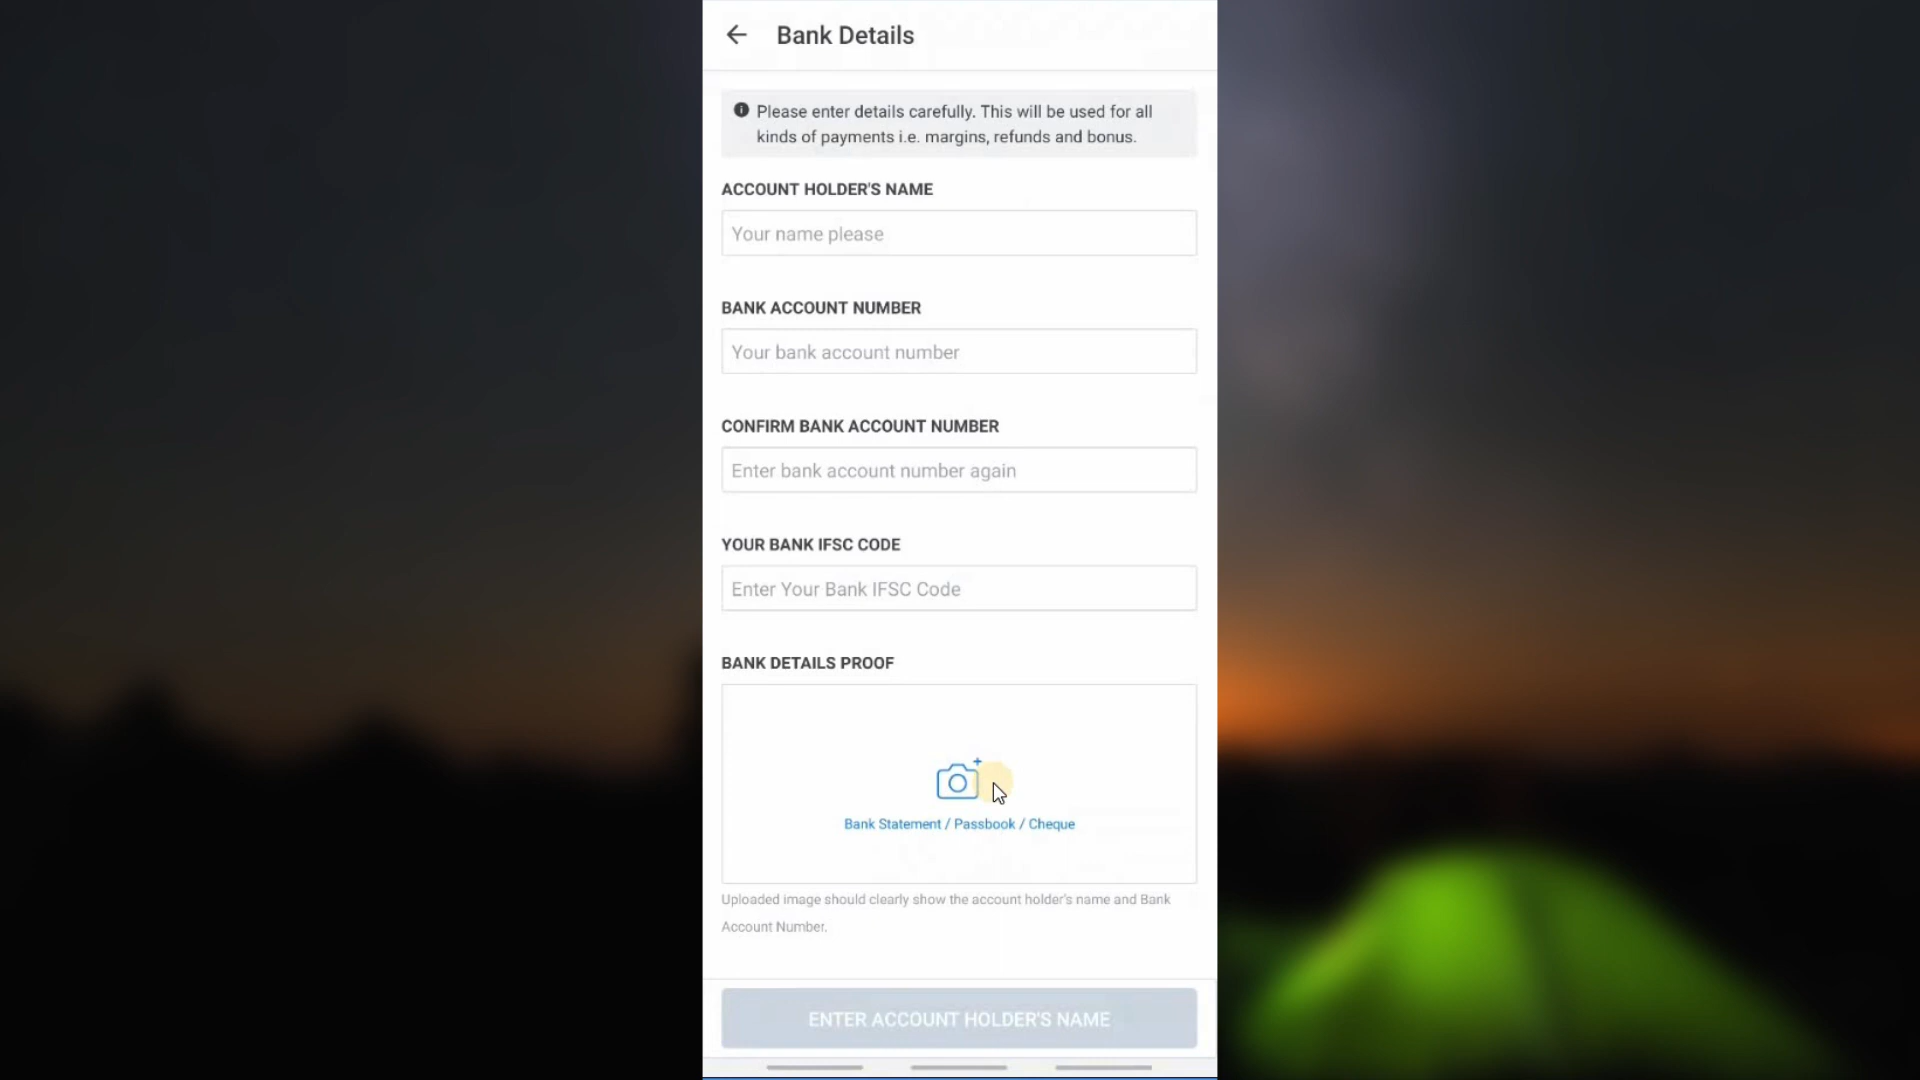 Bank Details
Please enter details carefully. This will be used for all
kinds of payments i.e. margins, refunds and bonus.
ACCOUNT HOLDER'S NAME
Your name please
BANK ACCOUNT NUMBER
Your bank account number
CONFIRM BANK ACCOUNT NUMBER
Enter bank account number again
YOUR BANK IFSC CODE
Enter Your Bank IFSC Code
BANK DETAILS PROOF
Bank Statement / Passbook / Cheque
Uploaded image should clearly show the account holder's name and Bank
Account Number.
ENTER ACCOUNT HOLDER'S NAME